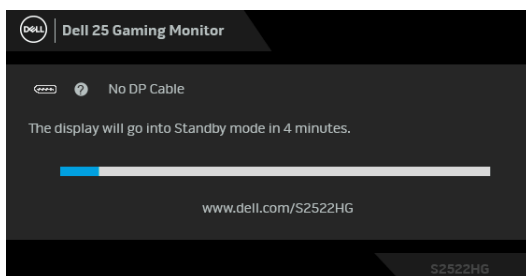 DELL Dell 25 Gaming Monitor
? No DP Cable
The display will go into Standby mode in 4 minutes.
www.dell.com/S2522HG
S2522HG